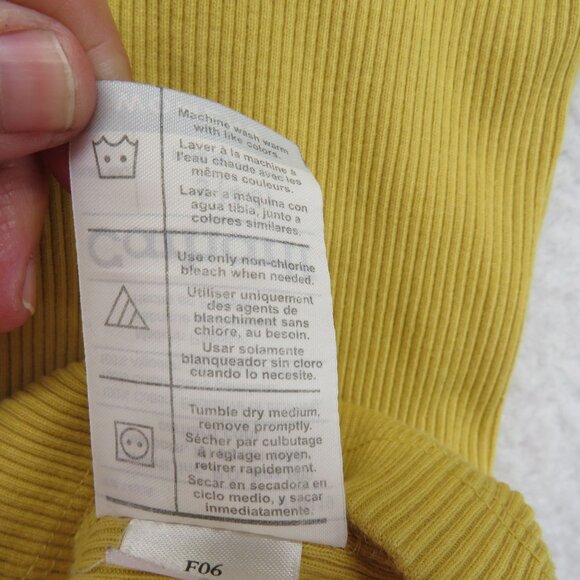 Machine wash warm
with like colors.
Laver à la machine a
l'eau chaude avec les
mêmes couleurs.
Lavar a máquina con
agua tibia, junto a
colores similares.
Use only non-chlorine
bleach when needed.
Utiliser uniquement
des agents de
blanchiment sans
chlore, au besoin.
Usar solamente
blanqueador sin cloro
cuando lo necesite.
Tumble dry medium,
remove promptly.
Sécher par culbutage
à réglage moyen,
retirer rapidement.
Secar en secadora en
ciclo medio, y sacar
inmediatamente.
F06